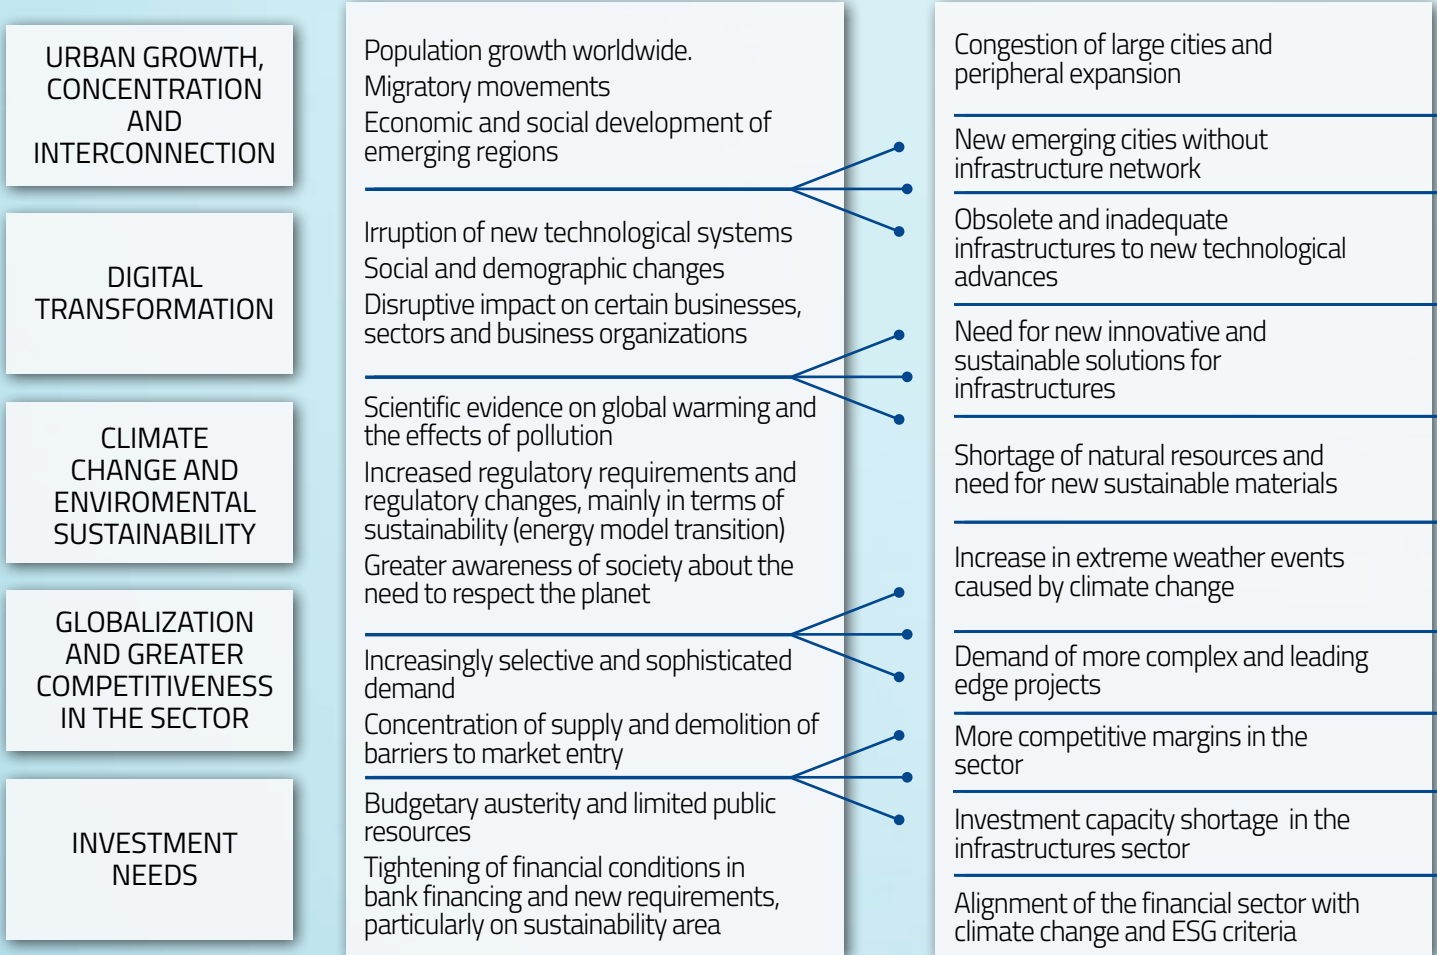 URBAN GROWTH,
CONCENTRATION
AND
INTERCONNECTION
DIGITAL
TRANSFORMATION
CLIMATE
CHANGE AND
ENVIROMENTAL
SUSTAINABILITY
GLOBALIZATION
AND GREATER
COMPETITIVENESS
IN THE SECTOR
INVESTMENT
NEEDS
Population growth worldwide.
Migratory movements
Economic and social development of
emerging regions
Irruption of new technological systems
Social and demographic changes
Disruptive impact on certain businesses,
sectors and business organizations
Scientific evidence on global warming and
the effects of pollution
Increased regulatory requirements and
regulatory changes, mainly in terms of
sustainability (energy model transition)
Greater awareness of society about the
need to respect the planet
Increasingly selective and sophisticated
demand
Concentration of supply and demolition of
barriers to market entry
Budgetary austerity and limited public
resources
Tightening of financial conditions in
bank financing and new requirements,
particularly on sustainability area
Congestion of large cities and
peripheral expansion
New emerging cities without
infrastructure network
Obsolete and inadequate
infrastructures to new technological
advances
Need for new innovative and
sustainable solutions for
infrastructures
Shortage of natural resources and
need for new sustainable materials
Increase in extreme weather events
caused by climate change
Demand of more complex and leading
edge projects
More competitive margins in the
sector
Investment capacity shortage in the
infrastructures sector
Alignment of the financial sector with
climate change and ESG criteria